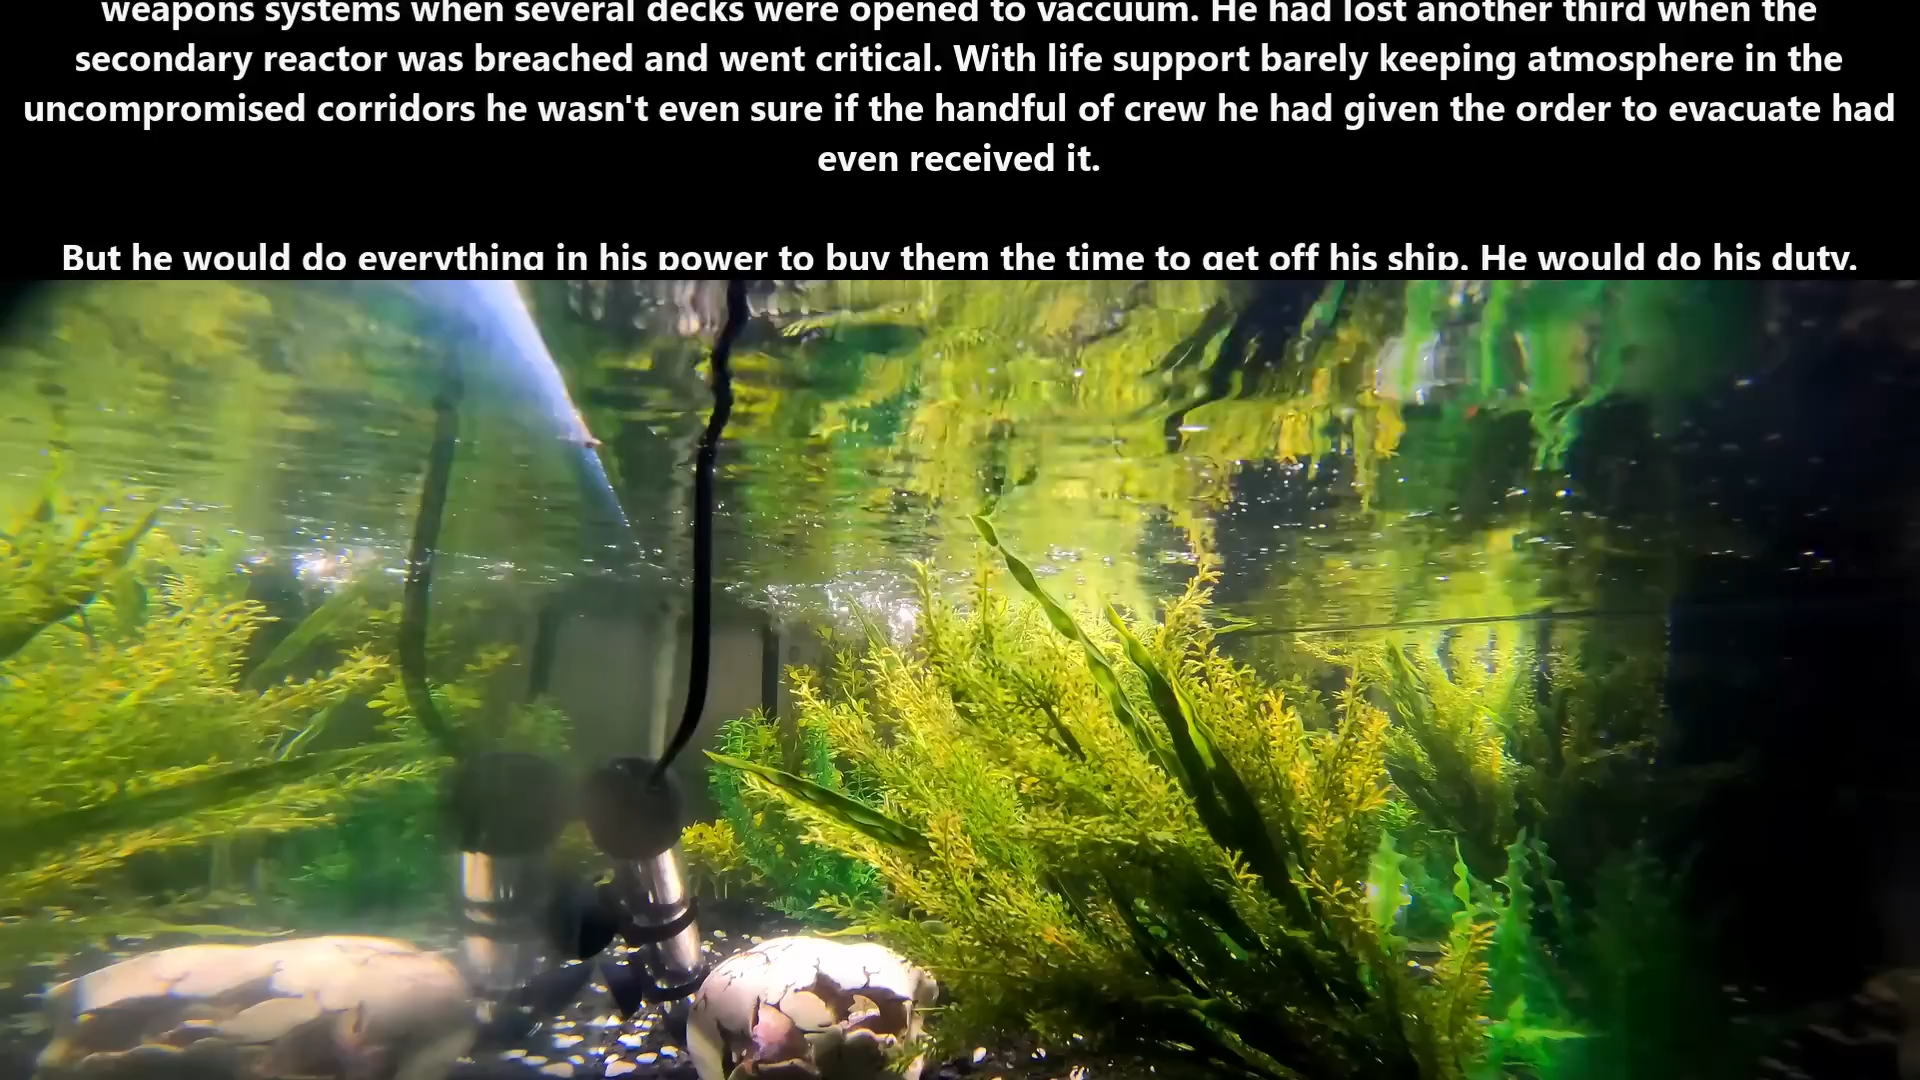 weapons systems when several decks were opened to vaccuum. He had lost another third when the
secondary reactor was breached and went critical. With life support barely keeping atmosphere in the
uncompromised corridors he wasn't even sure if the handful of crew he had given the order to evacuate had
even received it.
But he would do everything in his power to buy them the time to get off his ship. He would do his duty.